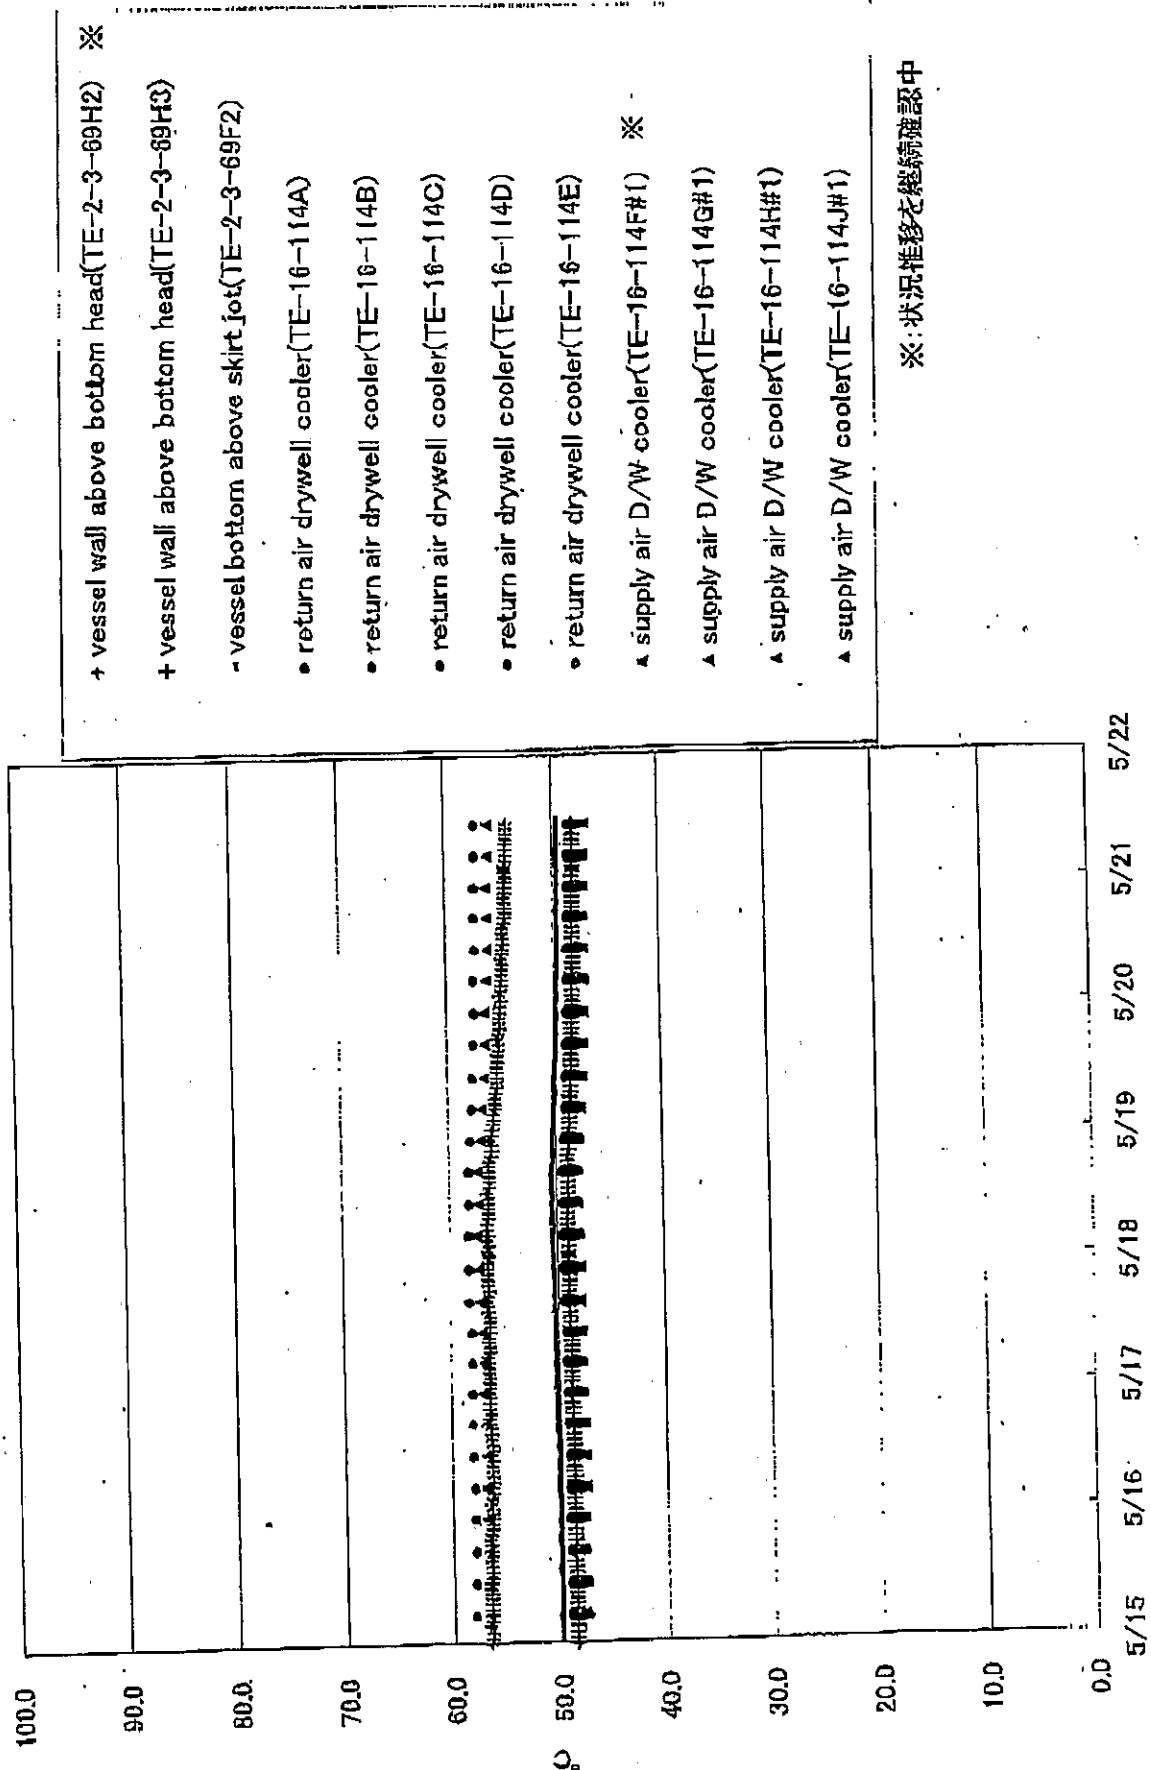 100.0
90.0
80.0
70.0
60.0
50.0
40.0
30.0
20.0
10.0
0.0
℃
5/15 5/16 5/17 5/18 5/19 5/20 5/21 5/22
+ vessel wall above bottom head(TE-2-3-69H2) ※
+ vessel wall above bottom head(TE-2-3-69H3)
- vessel bottom above skirt jot(TE-2-3-69F2)
● return air drywell cooler(TE-16-114A)
● return air drywell cooler(TE-16-114B)
● return air drywell cooler(TE-16-114C)
● return air drywell cooler(TE-16-114D)
● return air drywell cooler(TE-16-114E)
▲ supply air D/W cooler(TE-16-114F#1) ※
▲ supply air D/W cooler(TE-16-114G#1)
▲ supply air D/W cooler(TE-16-114H#1)
▲ supply air D/W cooler(TE-16-114J#1)
※:状況推移を継続確認中